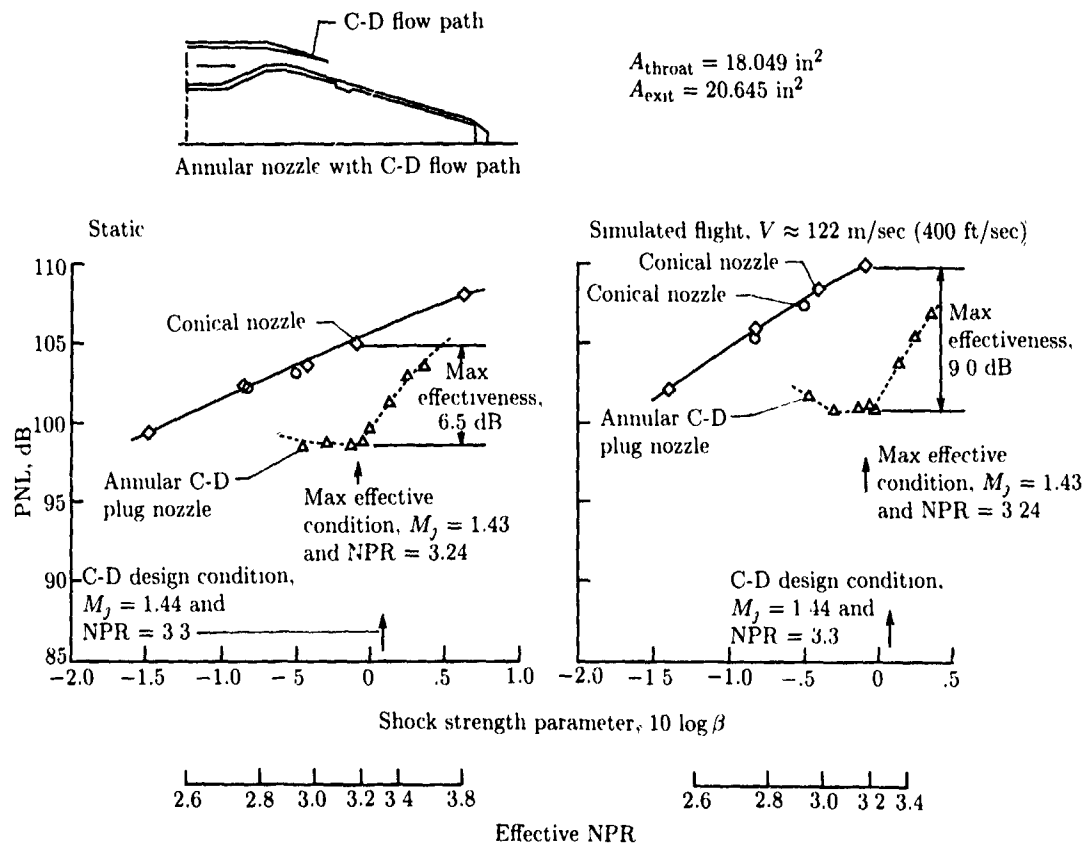 C-D flow path
A_throat = 18.049 in²
A_exit = 20.645 in²
Annular nozzle with C-D flow path
Static
110
105
100
95
90
85
PNL, dB
Conical nozzle
Max
effectiveness,
6.5 dB
Annular C-D
plug nozzle
Max effective
condition, M_j = 1.43
and NPR = 3.24
C-D design condition,
M_j = 1.44 and
NPR = 3 3
-2.0 -1.5 -1.0 - 5 0 .5 1.0
Simulated flight, V ≈ 122 m/sec (400 ft/sec)
Conical nozzle
Conical nozzle
Max
effectiveness,
9 0 dB
Annular C-D
plug nozzle
Max effective
condition, M_j = 1.43
and NPR = 3 24
C-D design condition,
M_j = 1 44 and
NPR = 3.3
-2.0 -1 5 -1.0 -.5 0 .5
Shock strength parameter, 10 log β
2.6 2.8 3.0 3.2 3 4 3.8
2.6 2.8 3.0 3 2 3.4
Effective NPR